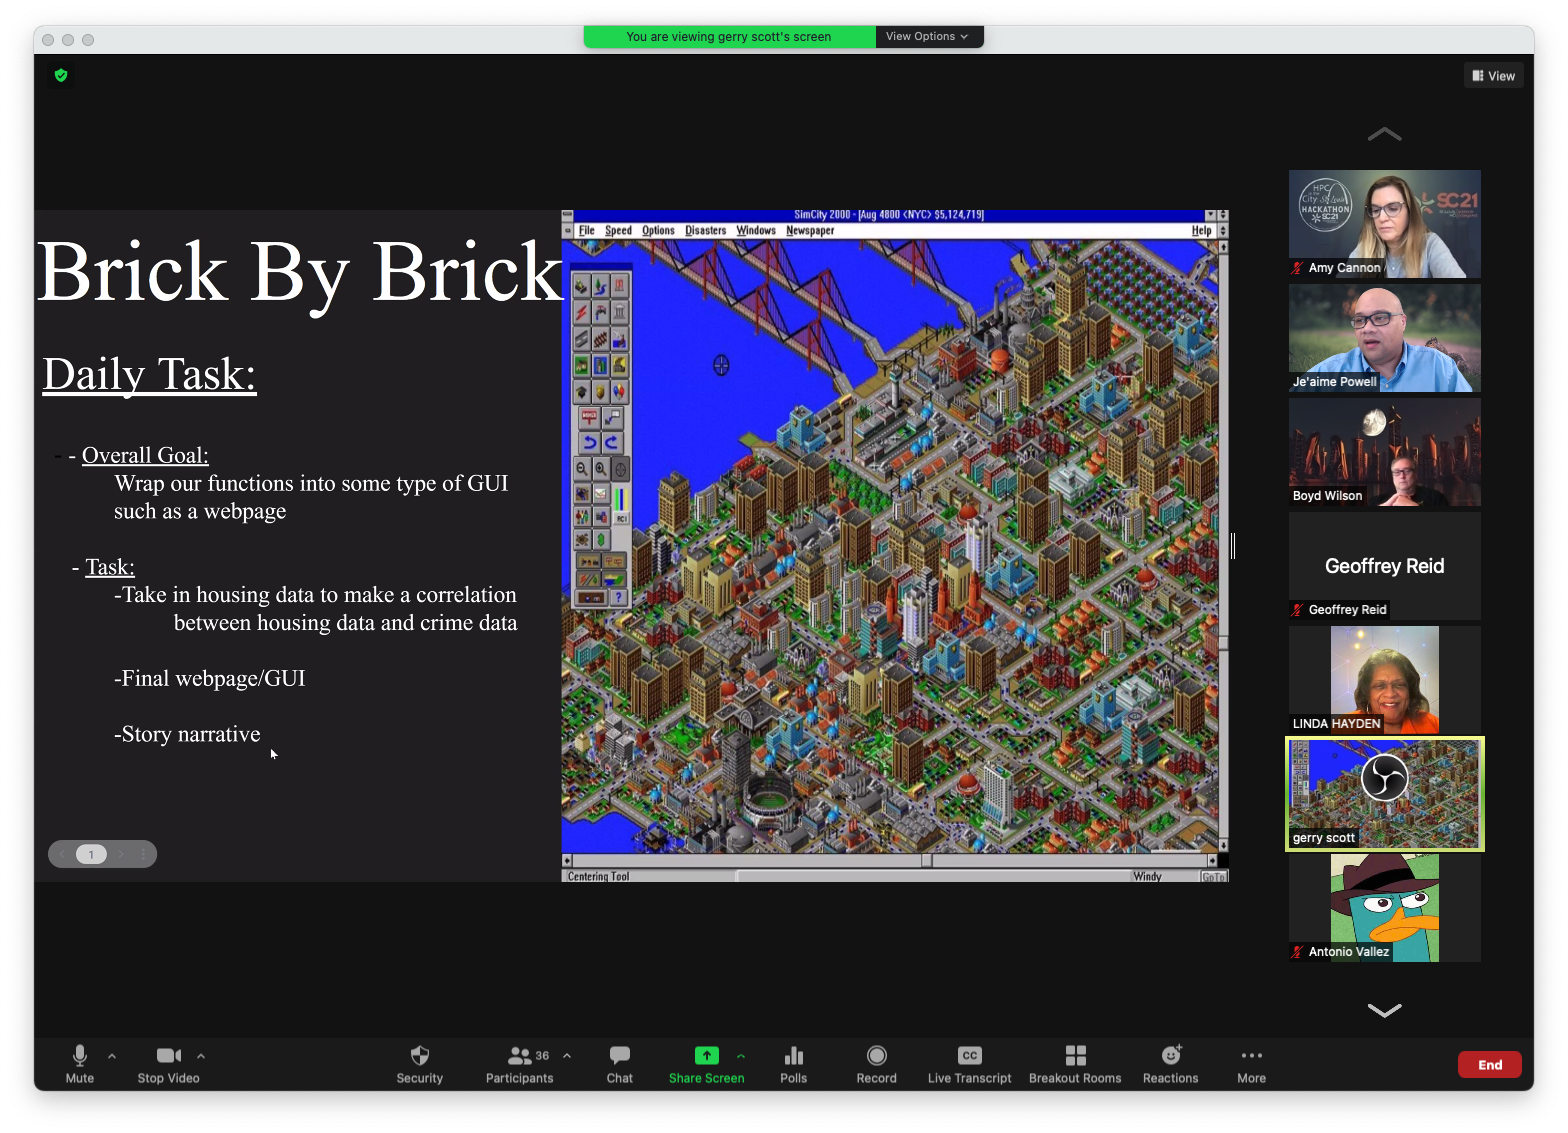 You are viewing gerry scott's screen
View Options
View
Brick By Brick
Daily Task:
- - Overall Goal:
Wrap our functions into some type of GUI
such as a webpage
- Task:
-Take in housing data to make a correlation
between housing data and crime data
-Final webpage/GUI
-Story narrative
1
SimCity 2000 - [Aug 4800 <NYC> $5,124,719]
File Speed Options Disasters Windows Newspaper Help
RCI
?
Centering Tool
Windy
GoTo
HPC
in the
City St. Louis
HACKATHON
SC21
SC21
Amy Cannon
Je'aime Powell
Boyd Wilson
Geoffrey Reid
Geoffrey Reid
LINDA HAYDEN
gerry scott
Antonio Vallez
Mute
Stop Video
Security
36
Participants
Chat
Share Screen
Polls
Record
CC
Live Transcript
Breakout Rooms
Reactions
More
End